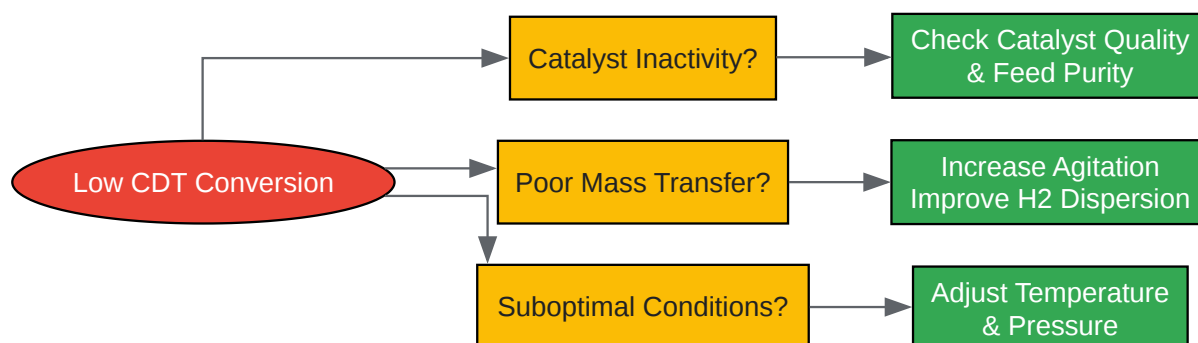 Low CDT Conversion
Catalyst Inactivity?
Check Catalyst Quality
& Feed Purity
Poor Mass Transfer?
Increase Agitation
Improve H2 Dispersion
Suboptimal Conditions?
Adjust Temperature
& Pressure